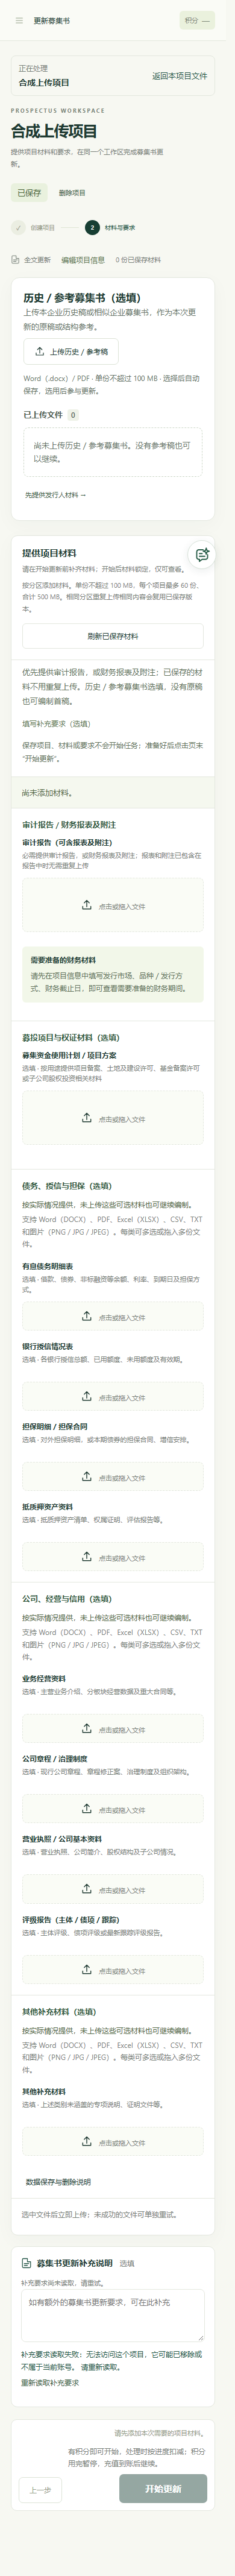 更新募集书
积分 —
正在处理
合成上传项目
返回本项目文件
PROSPECTUS WORKSPACE
合成上传项目
提供项目材料和要求，在同一个工作区完成募集书更
新。
已保存
删除项目
创建项目
2
材料与要求
全文更新
编辑项目信息
0 份已保存材料
历史 / 参考募集书（选填）
上传本企业历史稿或相似企业募集书，作为本次更
新的原稿或结构参考。
上传历史 / 参考稿
Word（.docx）/ PDF · 单份不超过 100 MB · 选择后自动
保存，选用后参与更新。
已上传文件 0
尚未上传历史 / 参考募集书。没有参考稿也可
以继续。
先提供发行人材料 →
提供项目材料
请在开始更新前补齐材料；开始后材料锁定，仅可查看。
按分区添加材料。单份不超过 100 MB，每个项目最多 60 份、
合计 500 MB。相同分区重复上传相同内容会复用已保存版
本。
刷新已保存材料
优先提供审计报告，或财务报表及附注；已保存的材
料不用重复上传。历史 / 参考募集书选填，没有原稿
也可编制首稿。
填写补充要求（选填）
保存项目、材料或要求不会开始任务；准备好后点击页末
“开始更新”。
尚未添加材料。
审计报告 / 财务报表及附注
审计报告（可含报表及附注）
必需提供审计报告，或财务报表及附注；报表和附注已包含在
报告中时无需重复上传
点击或拖入文件
需要准备的财务材料
请先在项目信息中填写发行市场、品种 / 发行方
式、财务截止日，即可查看需要准备的财务期间。
募投项目与权证材料（选填）
募集资金使用计划 / 项目方案
选填 · 按用途提供项目备案、土地及建设许可、基金备案许可
或子公司股权投资相关材料
点击或拖入文件
债务、授信与担保（选填）
按实际情况提供，未上传这些可选材料也可继续编制。
支持 Word（DOCX）、PDF、Excel（XLSX）、CSV、TXT
和图片（PNG / JPG / JPEG）。每类可多选或拖入多份文
件。
有息债务明细表
选填 · 借款、债券、非标融资等余额、利率、到期日及担保方
式。
点击或拖入文件
银行授信情况表
选填 · 各银行授信总额、已用额度、未用额度及有效期。
点击或拖入文件
担保明细 / 担保合同
选填 · 对外担保明细，或本期债券的担保合同、增信安排。
点击或拖入文件
抵质押资产资料
选填 · 抵质押资产清单、权属证明、评估报告等。
点击或拖入文件
公司、经营与信用（选填）
按实际情况提供，未上传这些可选材料也可继续编制。
支持 Word（DOCX）、PDF、Excel（XLSX）、CSV、TXT
和图片（PNG / JPG / JPEG）。每类可多选或拖入多份文
件。
业务经营资料
选填 · 主营业务介绍、分板块经营数据及重大合同等。
点击或拖入文件
公司章程 / 治理制度
选填 · 现行公司章程、章程修正案、治理制度及组织架构。
点击或拖入文件
营业执照 / 公司基本资料
选填 · 营业执照、公司简介、股权结构及子公司情况。
点击或拖入文件
评级报告（主体 / 债项 / 跟踪）
选填 · 主体评级、债项评级或最新跟踪评级报告。
点击或拖入文件
其他补充材料（选填）
按实际情况提供，未上传这些可选材料也可继续编制。
支持 Word（DOCX）、PDF、Excel（XLSX）、CSV、TXT
和图片（PNG / JPG / JPEG）。每类可多选或拖入多份文
件。
其他补充材料
选填 · 上述类别未涵盖的专项说明、证明文件等。
点击或拖入文件
数据保存与删除说明
选中文件后立即上传；未成功的文件可单独重试。
募集书更新补充说明 选填
补充要求尚未读取，请重试。
如有额外的募集书更新要求，可在此补充
补充要求读取失败：无法访问这个项目，它可能已移除或
不属于当前账号。 请重新读取。
重新读取补充要求
请先添加本次需要的项目材料。
有积分即可开始，处理时按进度扣减；积分
用完暂停，充值到账后继续。
上一步
开始更新